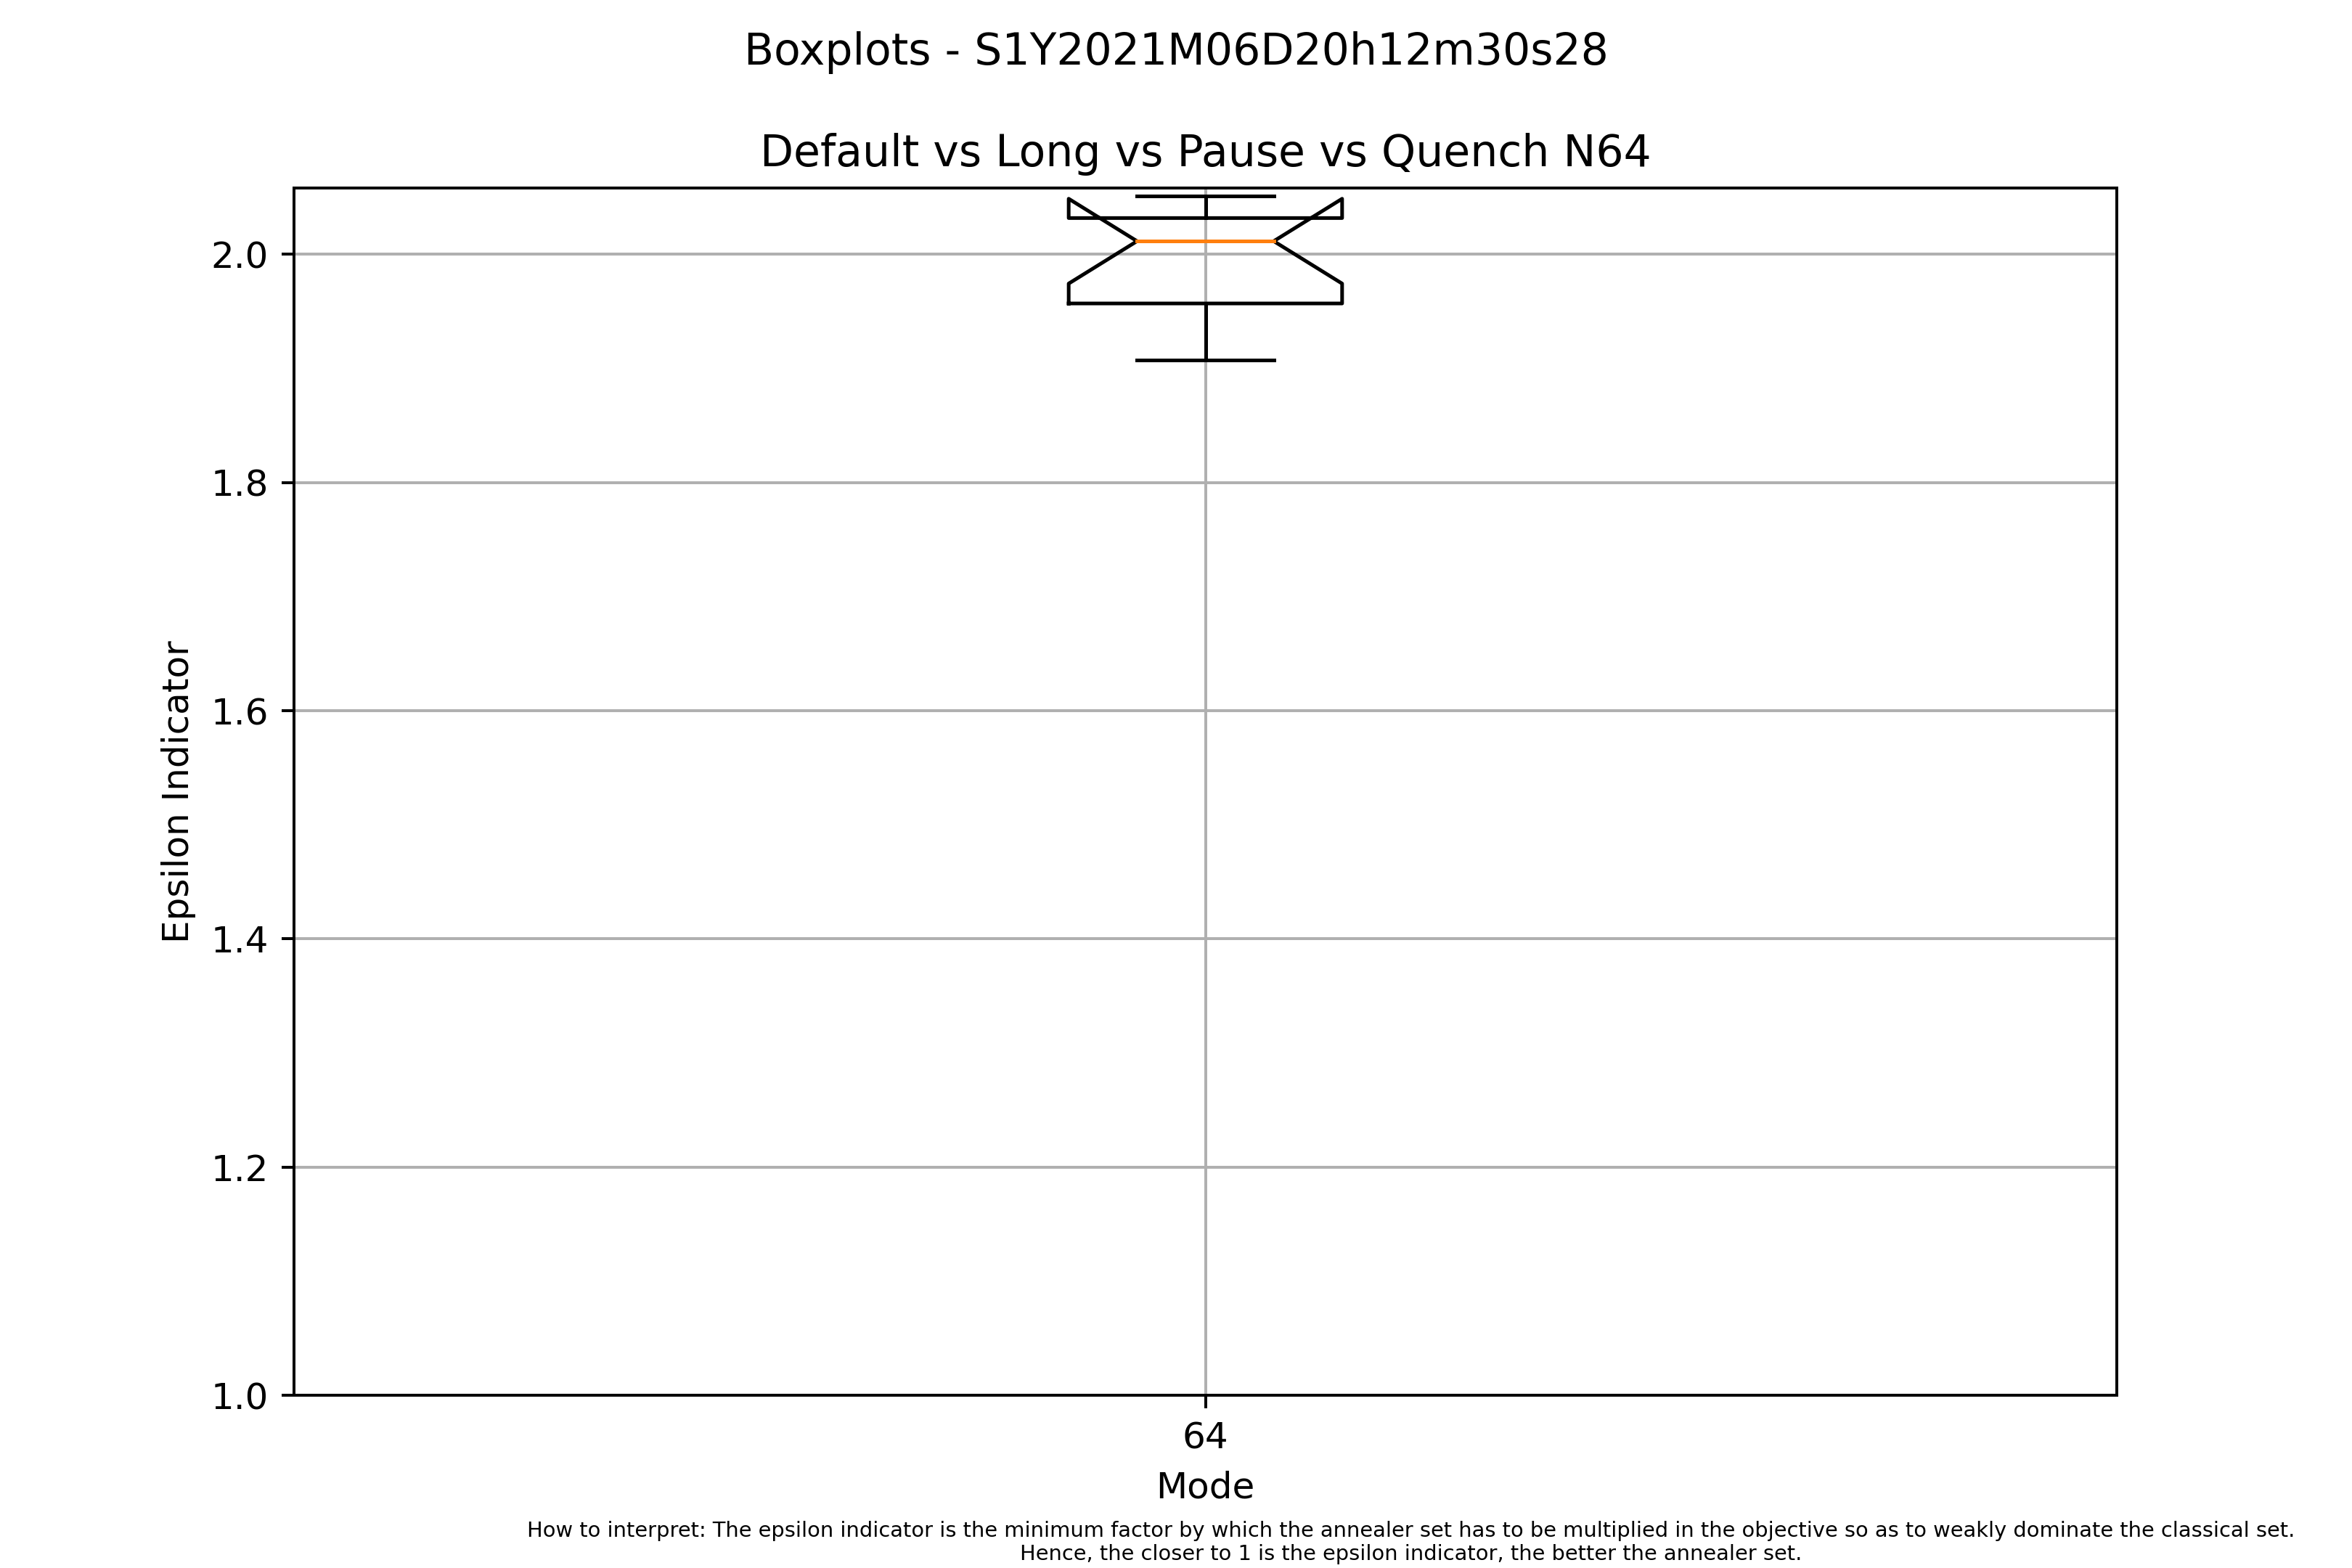 Boxplots - S1Y2021M06D20h12m30s28
Default vs Long vs Pause vs Quench N64
2.0
1.8
1.6
1.4
1.2
1.0
Epsilon Indicator
64
Mode
How to interpret: The epsilon indicator is the minimum factor by which the annealer set has to be multiplied in the objective so as to weakly dominate the classical set.
Hence, the closer to 1 is the epsilon indicator, the better the annealer set.